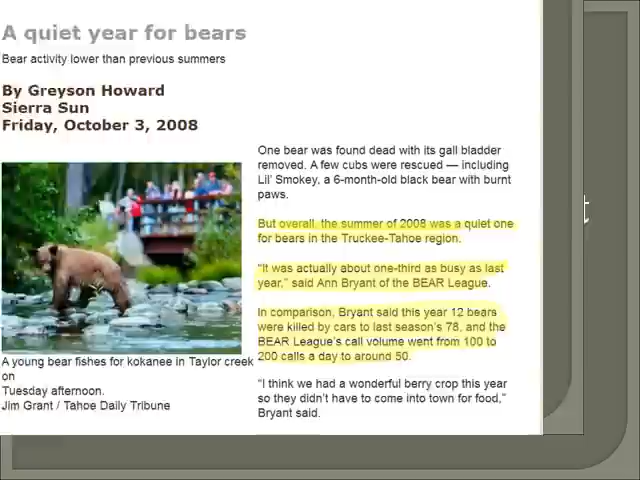 A quiet year for bears
Bear activity lower than previous summers
By Greyson Howard
Sierra Sun
Friday, October 3, 2008
One bear was found dead with its gall bladder
removed. A few cubs were rescued — including
Lil' Smokey, a 6-month-old black bear with burnt
paws.
But overall, the summer of 2008 was a quiet one
for bears in the Truckee-Tahoe region.
“It was actually about one-third as busy as last
year,” said Ann Bryant of the BEAR League.
In comparison, Bryant said this year 12 bears
were killed by cars to last season's 78, and the
BEAR League's call volume went from 100 to
200 calls a day to around 50.
“I think we had a wonderful berry crop this year
so they didn't have to come into town for food,”
Bryant said.
A young bear fishes for kokanee in Taylor creek
on
Tuesday afternoon.
Jim Grant / Tahoe Daily Tribune
t